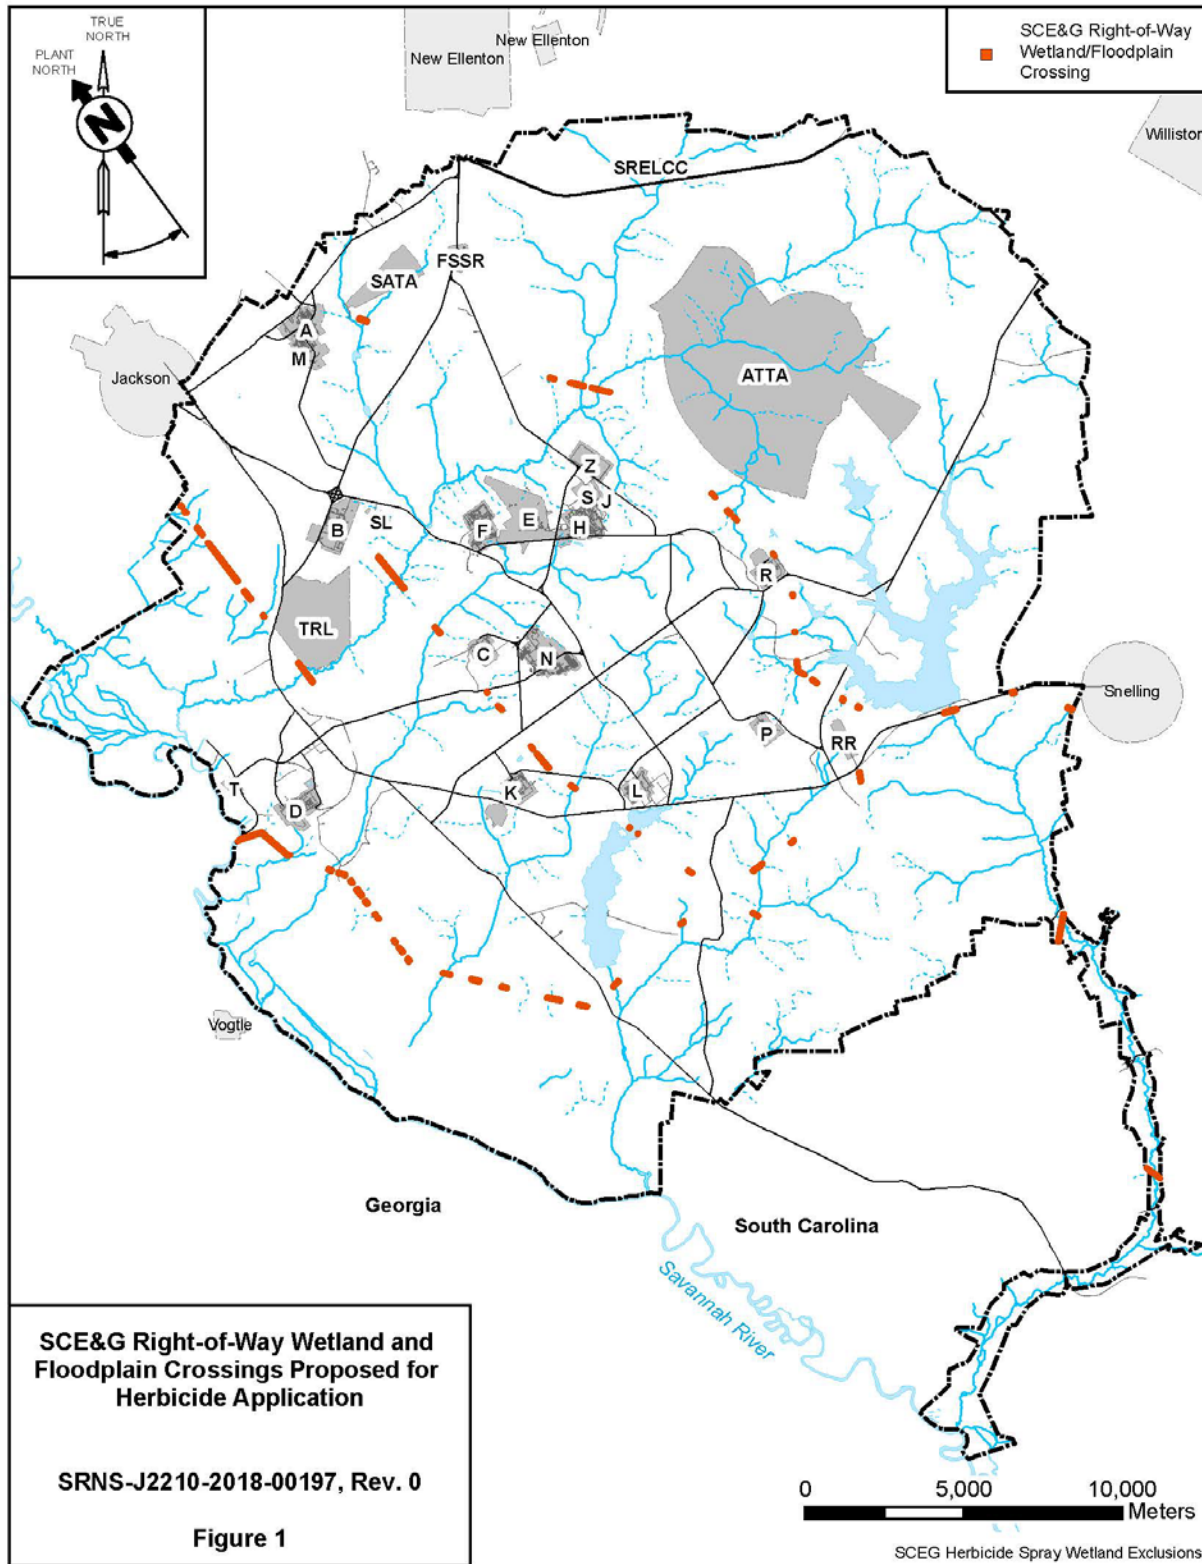 TRUE
NORTH
PLANT
NORTH
N
New Ellenton
New Ellenton
SCE&G Right-of-Way
Wetland/Floodplain
Crossing
Williston
SRELCC
FSSR
SATA
A
M
Jackson
ATTA
Z
S
J
B
SL
F
E
H
R
TRL
C
N
Snelling
P
RR
T
D
K
L
Vogtle
Georgia
South Carolina
Savannah River
SCE&G Right-of-Way Wetland and
Floodplain Crossings Proposed for
Herbicide Application
SRNS-J2210-2018-00197, Rev. 0
Figure 1
0 5,000 10,000
Meters
SCEG Herbicide Spray Wetland Exclusions